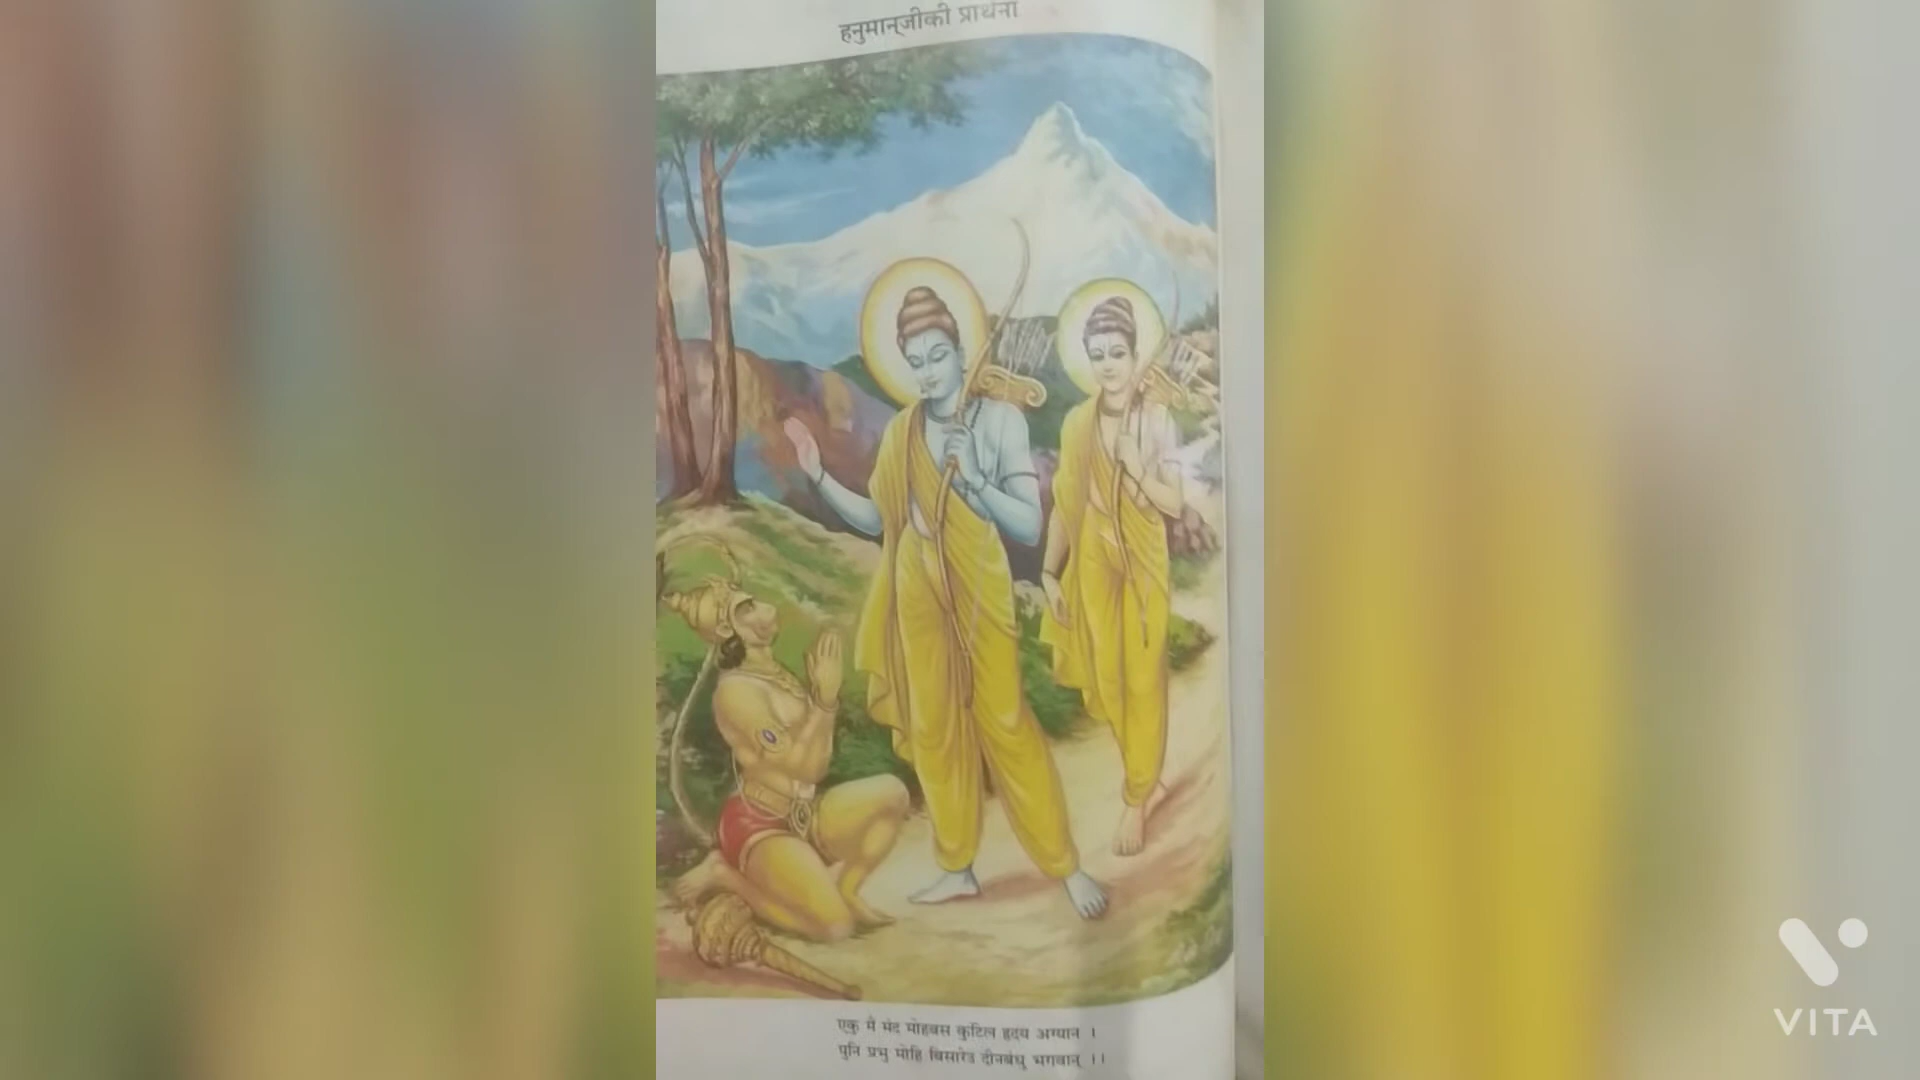 हनुमान्‌जीकी प्रार्थना
एकु मैं मंद मोहबस कुटिल हृदय अग्यान ।
पुनि प्रभु मोहि बिसारेउ दीनबंधु भगवान् ।।
VITA